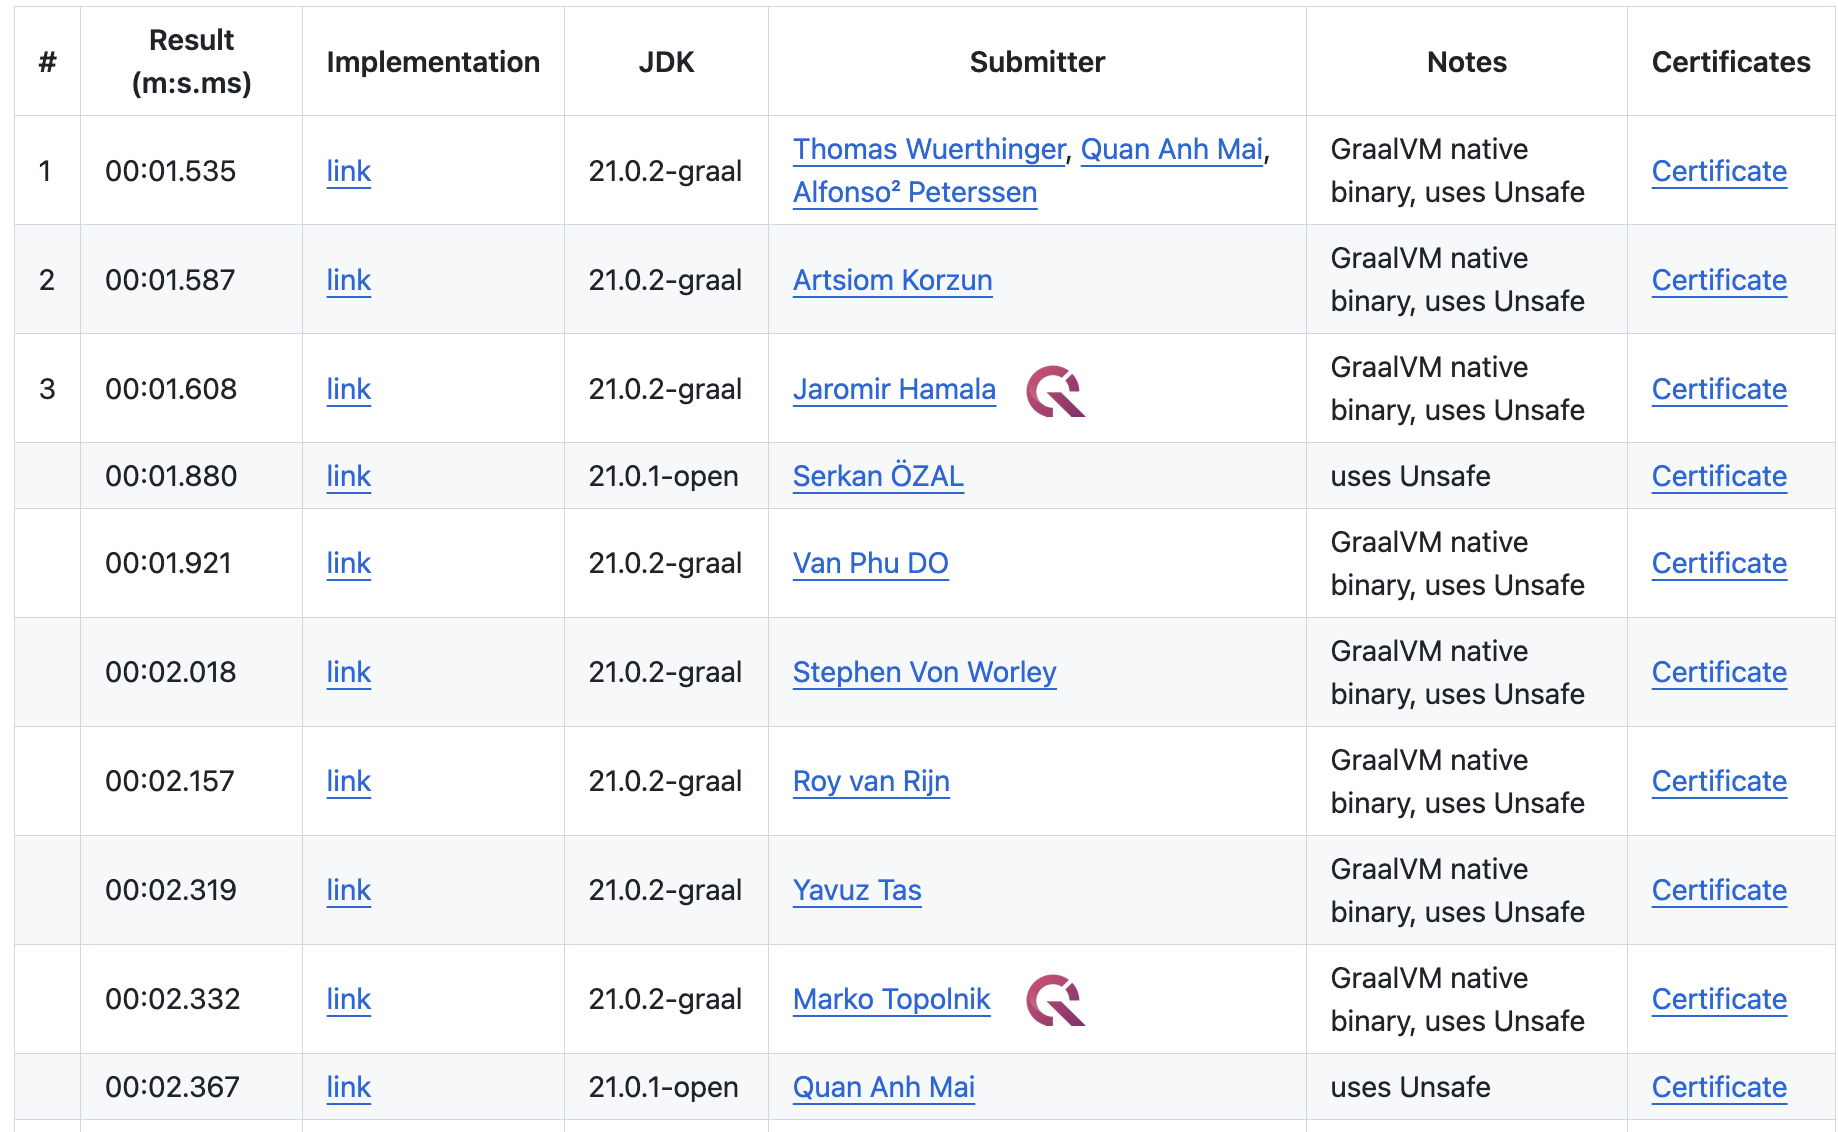 # Result (m:s.ms) Implementation JDK Submitter Notes Certificates
1 00:01.535 link 21.0.2-graal Thomas Wuerthinger, Quan Anh Mai, Alfonso² Peterssen GraalVM native binary, uses Unsafe Certificate
2 00:01.587 link 21.0.2-graal Artsiom Korzun GraalVM native binary, uses Unsafe Certificate
3 00:01.608 link 21.0.2-graal Jaromir Hamala GraalVM native binary, uses Unsafe Certificate
00:01.880 link 21.0.1-open Serkan ÖZAL uses Unsafe Certificate
00:01.921 link 21.0.2-graal Van Phu DO GraalVM native binary, uses Unsafe Certificate
00:02.018 link 21.0.2-graal Stephen Von Worley GraalVM native binary, uses Unsafe Certificate
00:02.157 link 21.0.2-graal Roy van Rijn GraalVM native binary, uses Unsafe Certificate
00:02.319 link 21.0.2-graal Yavuz Tas GraalVM native binary, uses Unsafe Certificate
00:02.332 link 21.0.2-graal Marko Topolnik GraalVM native binary, uses Unsafe Certificate
00:02.367 link 21.0.1-open Quan Anh Mai uses Unsafe Certificate